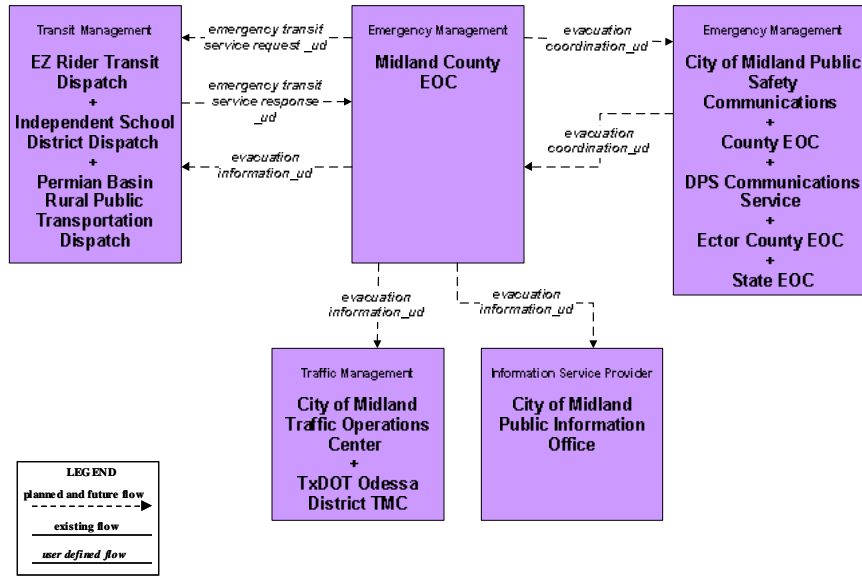 Transit Management
EZ Rider Transit
Dispatch
+
Independent School
District Dispatch
+
Permian Basin
Rural Public
Transportation
Dispatch
emergency transit
service request_ud
emergency transit
service response
_ud
evacuation
information_ud
Emergency Management
Midland County
EOC
evacuation
coordination_ud
evacuation
coordination_ud
Emergency Management
City of Midland Public
Safety
Communications
+
County EOC
+
DPS Communications
Service
+
Ector County EOC
+
State EOC
evacuation
information_ud
evacuation
information_ud
Traffic Management
City of Midland
Traffic Operations
Center
+
TxDOT Odessa
District TMC
Information Service Provider
City of Midland
Public Information
Office
LEGEND
planned and future flow
existing flow
user defined flow